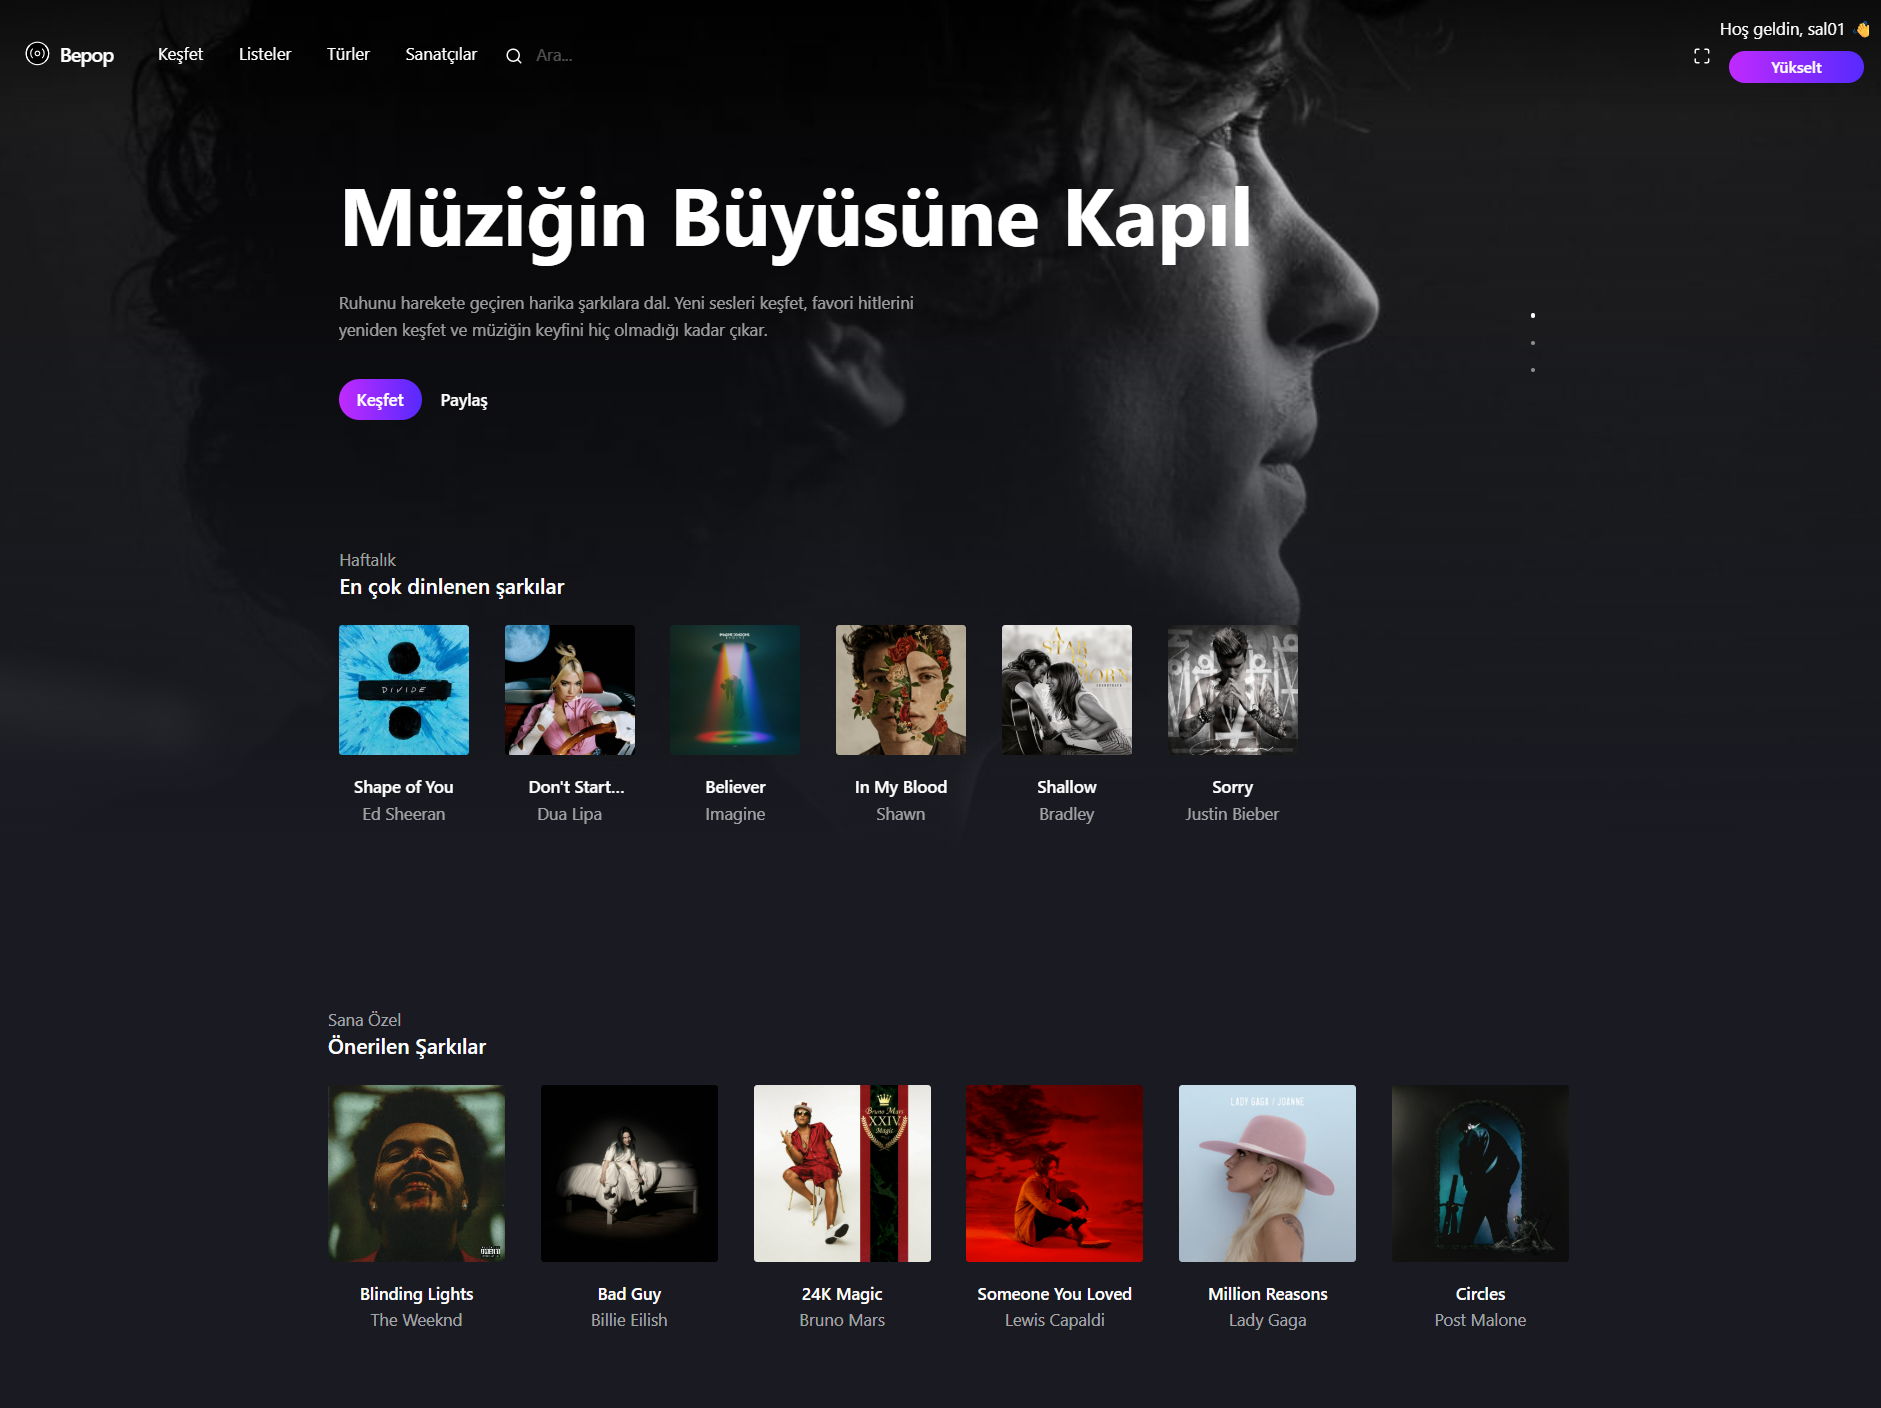 Bepop
Keşfet
Listeler
Türler
Sanatçılar
Ara...
Hoş geldin, sal01 👋
Yükselt
Müziğin Büyüsüne Kapıl
Ruhunu harekete geçiren harika şarkılara dal. Yeni sesleri keşfet, favori hitlerini
yeniden keşfet ve müziğin keyfini hiç olmadığı kadar çıkar.
Keşfet
Paylaş
Haftalık
En çok dinlenen şarkılar
DIVIDE
IMAGINE DRAGONS
A
STAR
IS
BORN
SOUNDTRACK
Shape of You
Ed Sheeran
Don't Start...
Dua Lipa
Believer
Imagine
In My Blood
Shawn
Shallow
Bradley
Sorry
Justin Bieber
Sana Özel
Önerilen Şarkılar
Bruno Mars
XXIV
Magic
LADY GAGA / JOANNE
Blinding Lights
The Weeknd
Bad Guy
Billie Eilish
24K Magic
Bruno Mars
Someone You Loved
Lewis Capaldi
Million Reasons
Lady Gaga
Circles
Post Malone